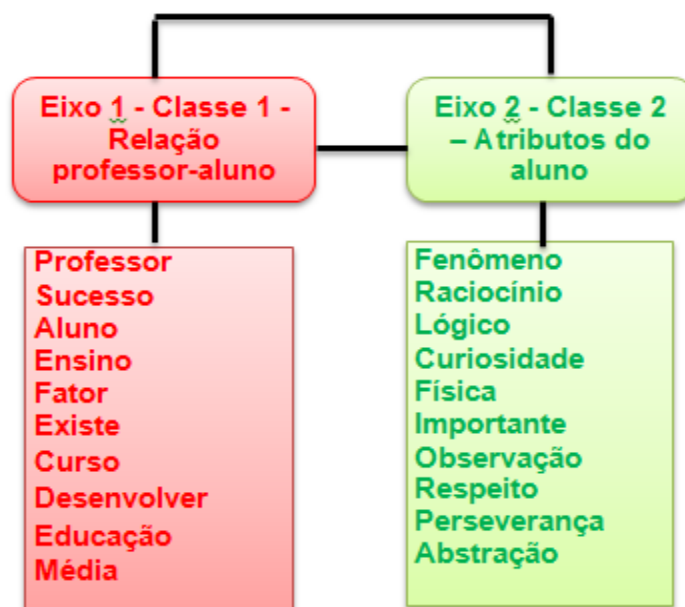 Eixo 1 - Classe 1 -
Relação
professor-aluno
Eixo 2 - Classe 2
– Atributos do
aluno
Professor
Sucesso
Aluno
Ensino
Fator
Existe
Curso
Desenvolver
Educação
Média
Fenômeno
Raciocínio
Lógico
Curiosidade
Física
Importante
Observação
Respeito
Perseverança
Abstração